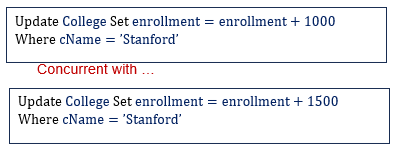 Update College Set enrollment = enrollment + 1000
Where cName = 'Stanford'
Concurrent with …
Update College Set enrollment = enrollment + 1500
Where cName = 'Stanford'